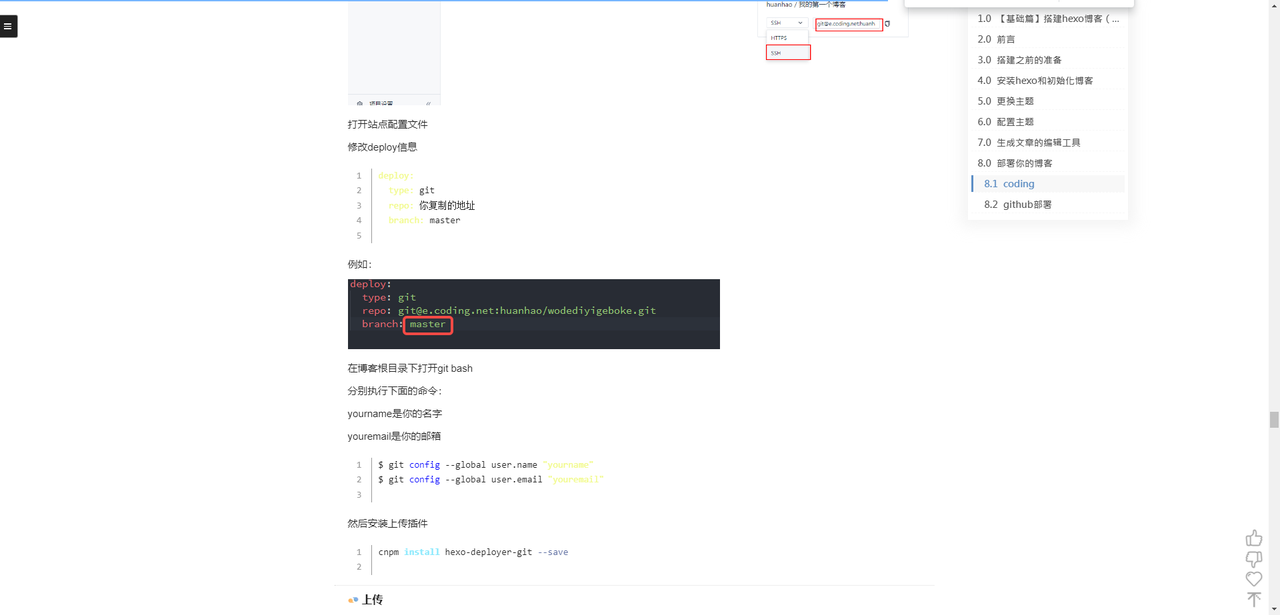 huanhao / 我的第一个博客
SSH
git@e.coding.net:huanh
HTTPS
SSH
项目设置
打开站点配置文件
修改deploy信息
1 deploy:
2 type: git
3 repo: 你复制的地址
4 branch: master
5
例如：
deploy:
type: git
repo: git@e.coding.net:huanhao/wodediyigeboke.git
branch: master
在博客根目录下打开git bash
分别执行下面的命令：
yourname是你的名字
youremail是你的邮箱
1 $ git config --global user.name "yourname"
2 $ git config --global user.email "youremail"
3
然后安装上传插件
1 cnpm install hexo-deployer-git --save
2
上传
1.0 【基础篇】搭建hexo博客（ ...
2.0 前言
3.0 搭建之前的准备
4.0 安装hexo和初始化博客
5.0 更换主题
6.0 配置主题
7.0 生成文章的编辑工具
8.0 部署你的博客
8.1 coding
8.2 github部署